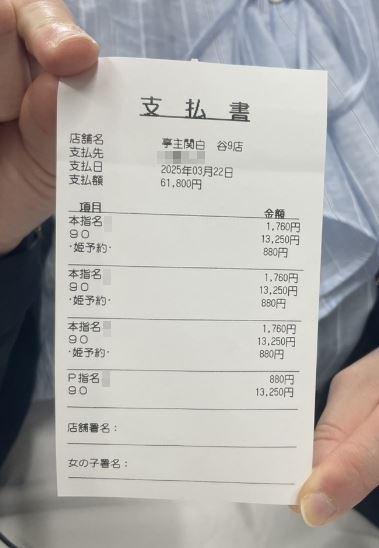 支払書
店舗名 亭主関白 谷9店
支払先
支払日 2025年03月22日
支払額 61,800円
項目 金額
本指名 1,760円
90 13,250円
・姫予約・ 880円
本指名 1,760円
90 13,250円
・姫予約・ 880円
本指名 1,760円
90 13,250円
・姫予約・ 880円
P指名 880円
90 13,250円
店舗署名：
女の子署名：